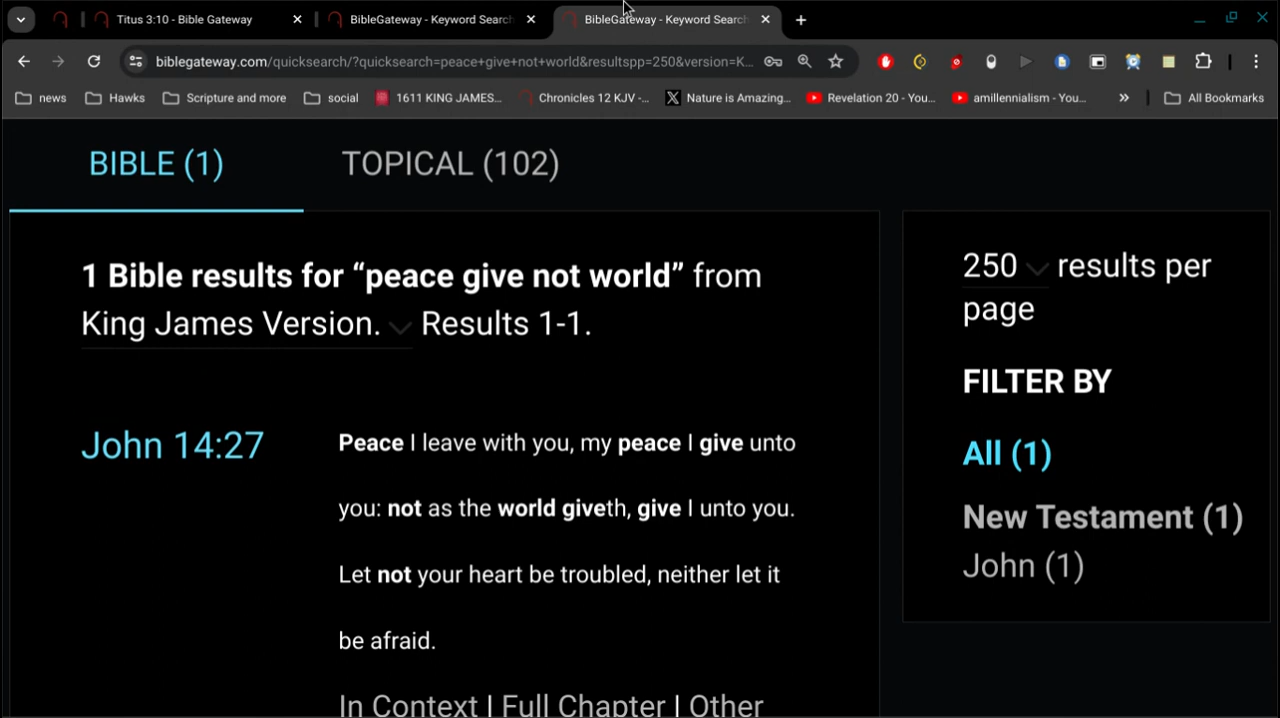 Titus 3:10 - Bible Gateway
BibleGateway - Keyword Search
BibleGateway - Keyword Search
biblegateway.com/quicksearch/?quicksearch=peace+give+not+world&resultspp=250&version=K...
news
Hawks
Scripture and more
social
1611 KING JAMES...
Chronicles 12 KJV -...
Nature is Amazing...
Revelation 20 - You...
amillennialism - You...
All Bookmarks
BIBLE (1)
TOPICAL (102)
1 Bible results for “peace give not world” from
King James Version. Results 1-1.
John 14:27
Peace I leave with you, my peace I give unto
you: not as the world giveth, give I unto you.
Let not your heart be troubled, neither let it
be afraid.
In Context | Full Chapter | Other
250 results per
page
FILTER BY
All (1)
New Testament (1)
John (1)